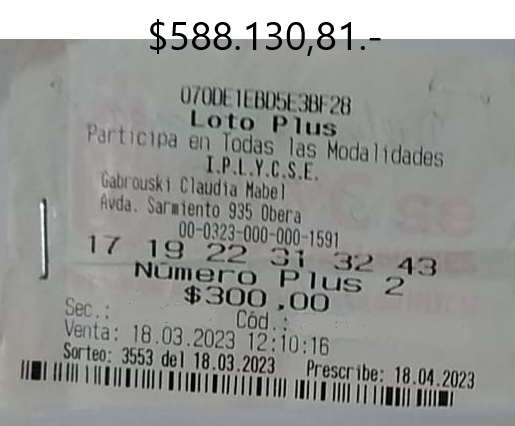 $588.130,81.-
070DE1EBD5E3BF28
Loto Plus
Participa en Todas las Modalidades
I.P.L.Y.C.S.E.
Gabrouski Claudia Mabel
Avda. Sarmiento 935 Obera
00-0323-000-000-1591
17 19 22 31 32 43
Número Plus 2
$300,00
Sec.: Cód.:
Venta: 18.03.2023 12:10:16
Sorteo: 3553 del 18.03.2023 Prescribe: 18.04.2023